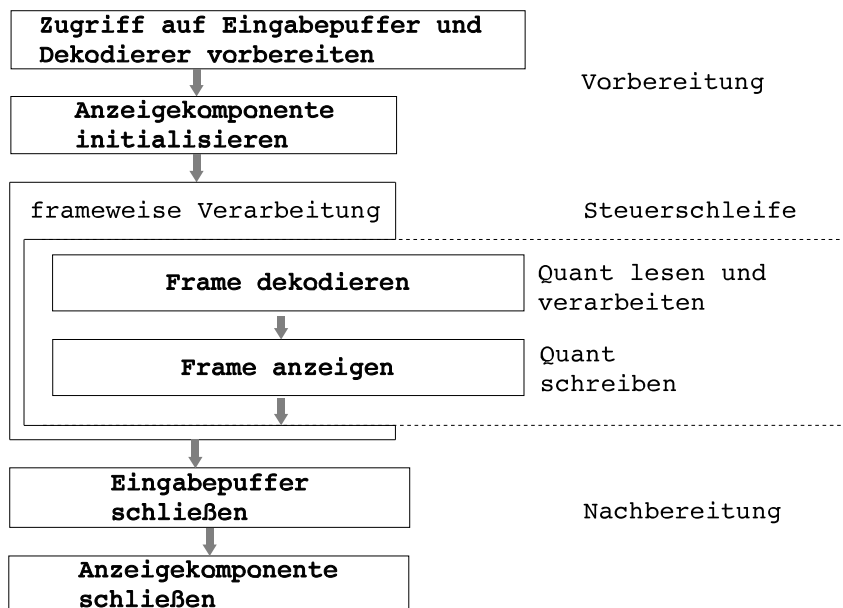 Zugriff auf Eingabepuffer und
Dekodierer vorbereiten
Vorbereitung
Anzeigekomponente
initialisieren
frameweise Verarbeitung
Steuerschleife
Frame dekodieren
Quant lesen und
verarbeiten
Frame anzeigen
Quant
schreiben
Eingabepuffer
schließen
Nachbereitung
Anzeigekomponente
schließen